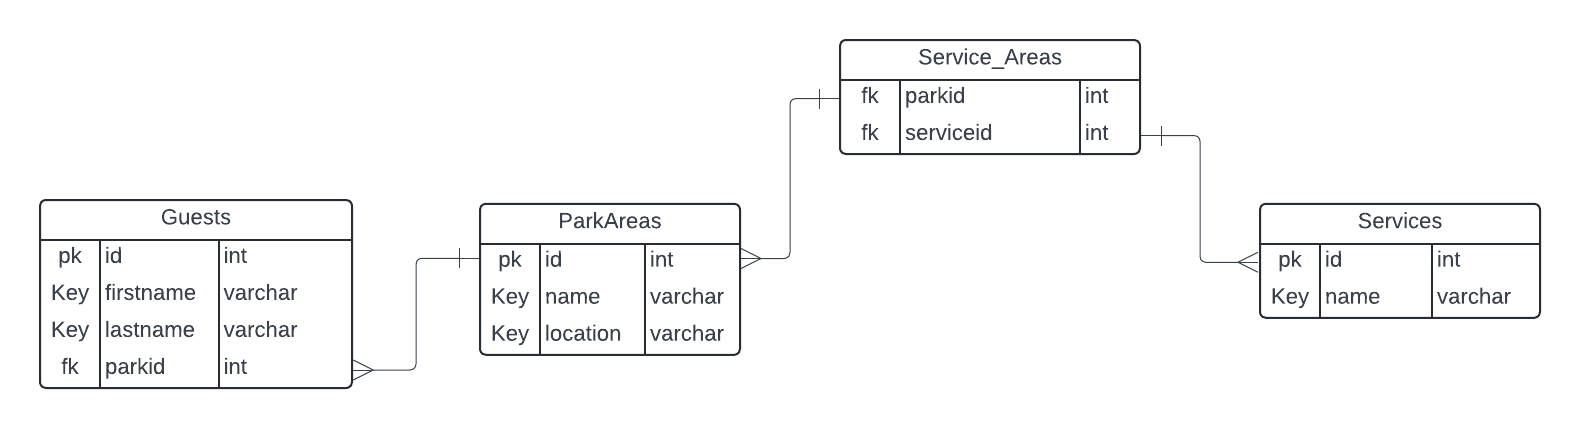 Service_Areas
fk parkid int
fk serviceid int
Guests
pk id int
Key firstname varchar
Key lastname varchar
fk parkid int
ParkAreas
pk id int
Key name varchar
Key location varchar
Services
pk id int
Key name varchar